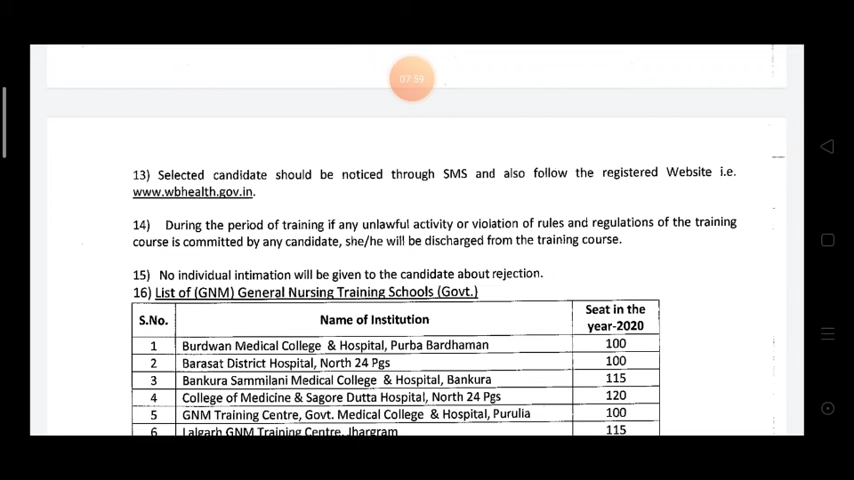 07:59
13) Selected candidate should be noticed through SMS and also follow the registered Website i.e.
www.wbhealth.gov.in.
14) During the period of training if any unlawful activity or violation of rules and regulations of the training
course is committed by any candidate, she/he will be discharged from the training course.
15) No individual intimation will be given to the candidate about rejection.
16) List of (GNM) General Nursing Training Schools (Govt.)
S.No. Name of Institution Seat in the
year-2020
1 Burdwan Medical College & Hospital, Purba Bardhaman 100
2 Barasat District Hospital, North 24 Pgs 100
3 Bankura Sammilani Medical College & Hospital, Bankura 115
4 College of Medicine & Sagore Dutta Hospital, North 24 Pgs 120
5 GNM Training Centre, Govt. Medical College & Hospital, Purulia 100
6 Lalgarh GNM Training Centre, Jhargram 115